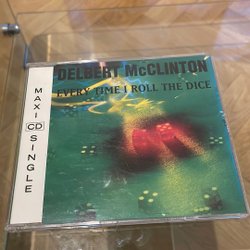 DELBERT McCLINTON
EVERY TIME I ROLL THE DICE
MAXI CD SINGLE